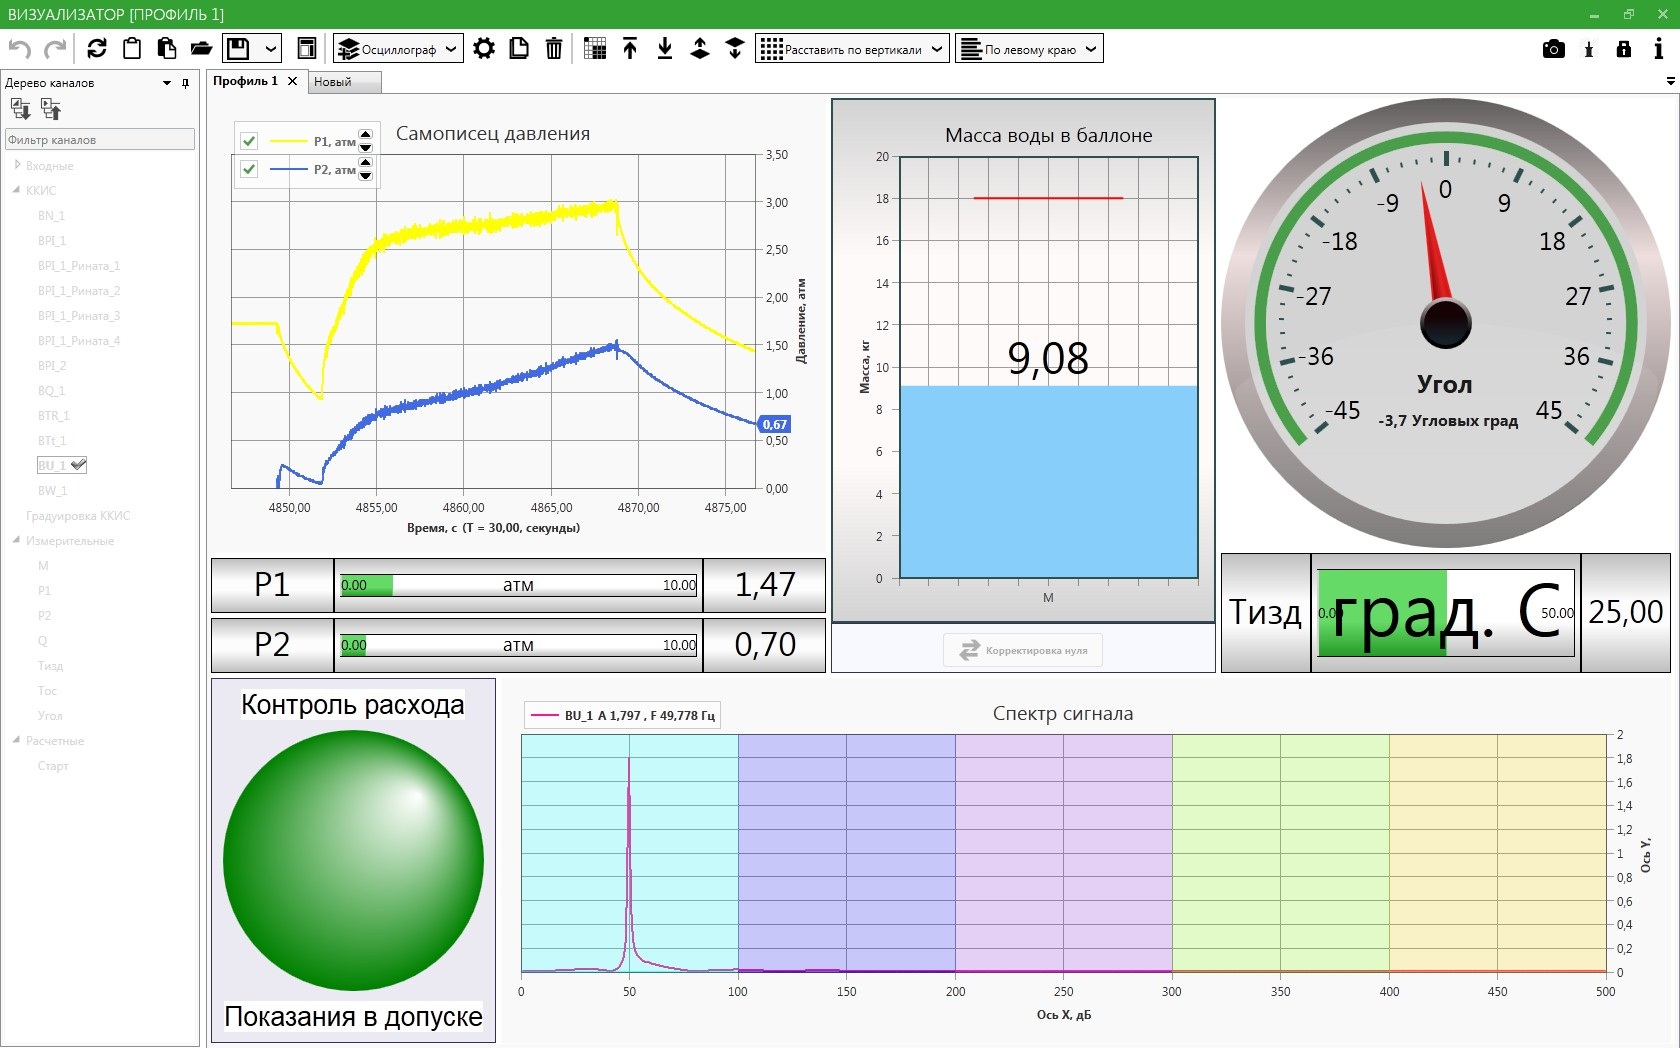 ВИЗУАЛИЗАТОР [ПРОФИЛЬ 1]
Осциллограф
Расставить по вертикали
По левому краю
Дерево каналов
Фильтр каналов
Входные
ККИС
BN_1
BPI_1
BPI_1_Рината_1
BPI_1_Рината_2
BPI_1_Рината_3
BPI_1_Рината_4
BPI_2
BQ_1
BTR_1
BTt_1
BU_1
BW_1
Градуировка ККИС
Измерительные
M
P1
P2
Q
Тизд
Тос
Угол
Расчетные
Старт
Профиль 1
Новый
Самописец давления
P1, атм
P2, атм
3,50
3,00
2,50
2,00
1,50
1,00
0,67
0,50
0,00
Давление, атм
4850,00 4855,00 4860,00 4865,00 4870,00 4875,00
Время, с (T = 30,00, секунды)
P1 0.00 атм 10.00 1,47
P2 0.00 атм 10.00 0,70
Масса воды в баллоне
20
18
16
14
12
10
8
6
4
2
0
Масса, кг
9,08
M
Корректировка нуля
-45 -36 -27 -18 -9 0 9 18 27 36 45
Угол
-3,7 Угловых град
Тизд 0.00 град. C 50.00 25,00
Контроль расхода
Показания в допуске
Спектр сигнала
BU_1 A 1,797 , F 49,778 Гц
2
1,8
1,6
1,4
1,2
1
0,8
0,6
0,4
0,2
0
Ось Y,
0 50 100 150 200 250 300 350 400 450 500
Ось X, дБ